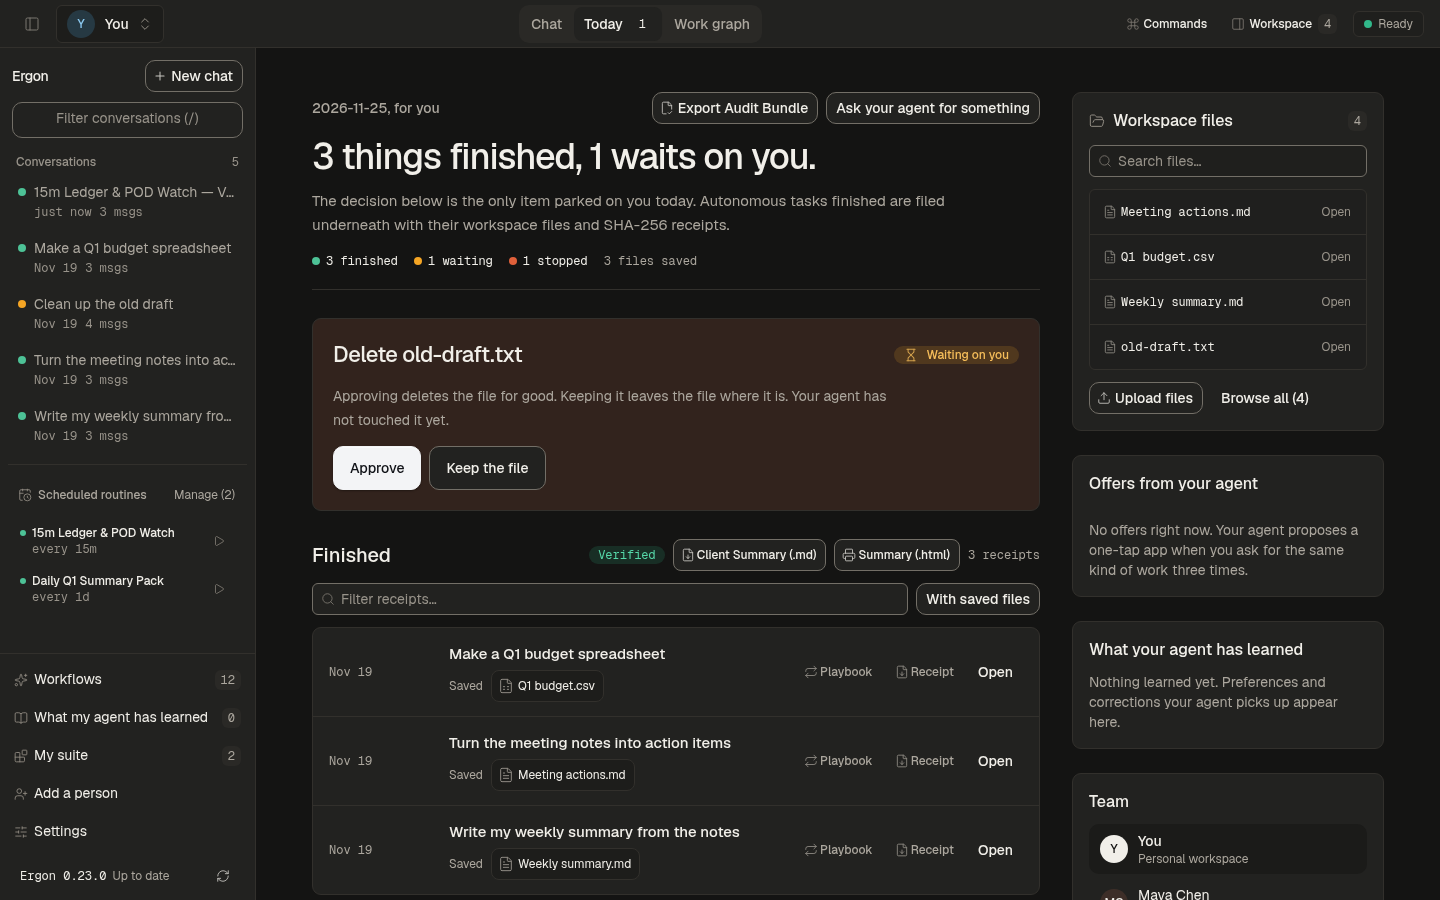 Y You
Chat Today 1 Work graph
Commands Workspace 4 Ready
Ergon
New chat
Filter conversations (/)
Conversations 5
15m Ledger & POD Watch — V…
just now 3 msgs
Make a Q1 budget spreadsheet
Nov 19 3 msgs
Clean up the old draft
Nov 19 4 msgs
Turn the meeting notes into ac…
Nov 19 3 msgs
Write my weekly summary fro…
Nov 19 3 msgs
Scheduled routines Manage (2)
15m Ledger & POD Watch
every 15m
Daily Q1 Summary Pack
every 1d
Workflows 12
What my agent has learned 0
My suite 2
Add a person
Settings
Ergon 0.23.0 Up to date
2026-11-25, for you
Export Audit Bundle
Ask your agent for something
3 things finished, 1 waits on you.
The decision below is the only item parked on you today. Autonomous tasks finished are filed
underneath with their workspace files and SHA-256 receipts.
3 finished 1 waiting 1 stopped 3 files saved
Delete old-draft.txt
Waiting on you
Approving deletes the file for good. Keeping it leaves the file where it is. Your agent has
not touched it yet.
Approve Keep the file
Finished
Verified Client Summary (.md) Summary (.html) 3 receipts
Filter receipts…
With saved files
Nov 19
Make a Q1 budget spreadsheet
Saved Q1 budget.csv
Playbook Receipt Open
Nov 19
Turn the meeting notes into action items
Saved Meeting actions.md
Playbook Receipt Open
Nov 19
Write my weekly summary from the notes
Saved Weekly summary.md
Playbook Receipt Open
Workspace files 4
Search files…
Meeting actions.md Open
Q1 budget.csv Open
Weekly summary.md Open
old-draft.txt Open
Upload files Browse all (4)
Offers from your agent
No offers right now. Your agent proposes a
one-tap app when you ask for the same
kind of work three times.
What your agent has learned
Nothing learned yet. Preferences and
corrections your agent picks up appear
here.
Team
Y You
Personal workspace
Maya Chen